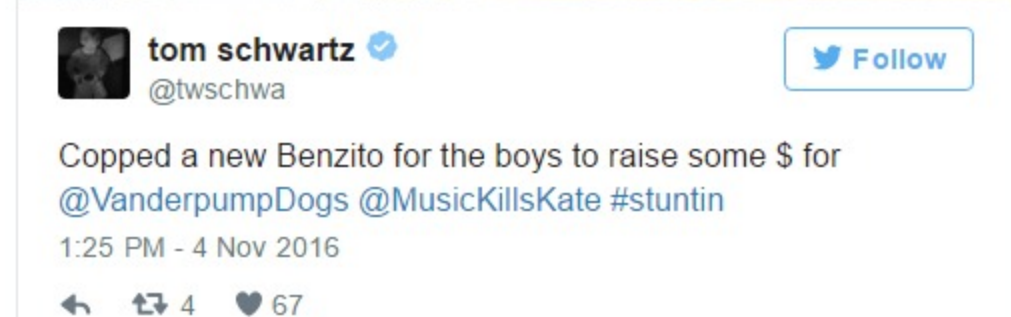 tom schwartz
@twschwa
Follow
Copped a new Benzito for the boys to raise some $ for
@VanderpumpDogs @MusicKillsKate #stuntin
1:25 PM - 4 Nov 2016
4 67